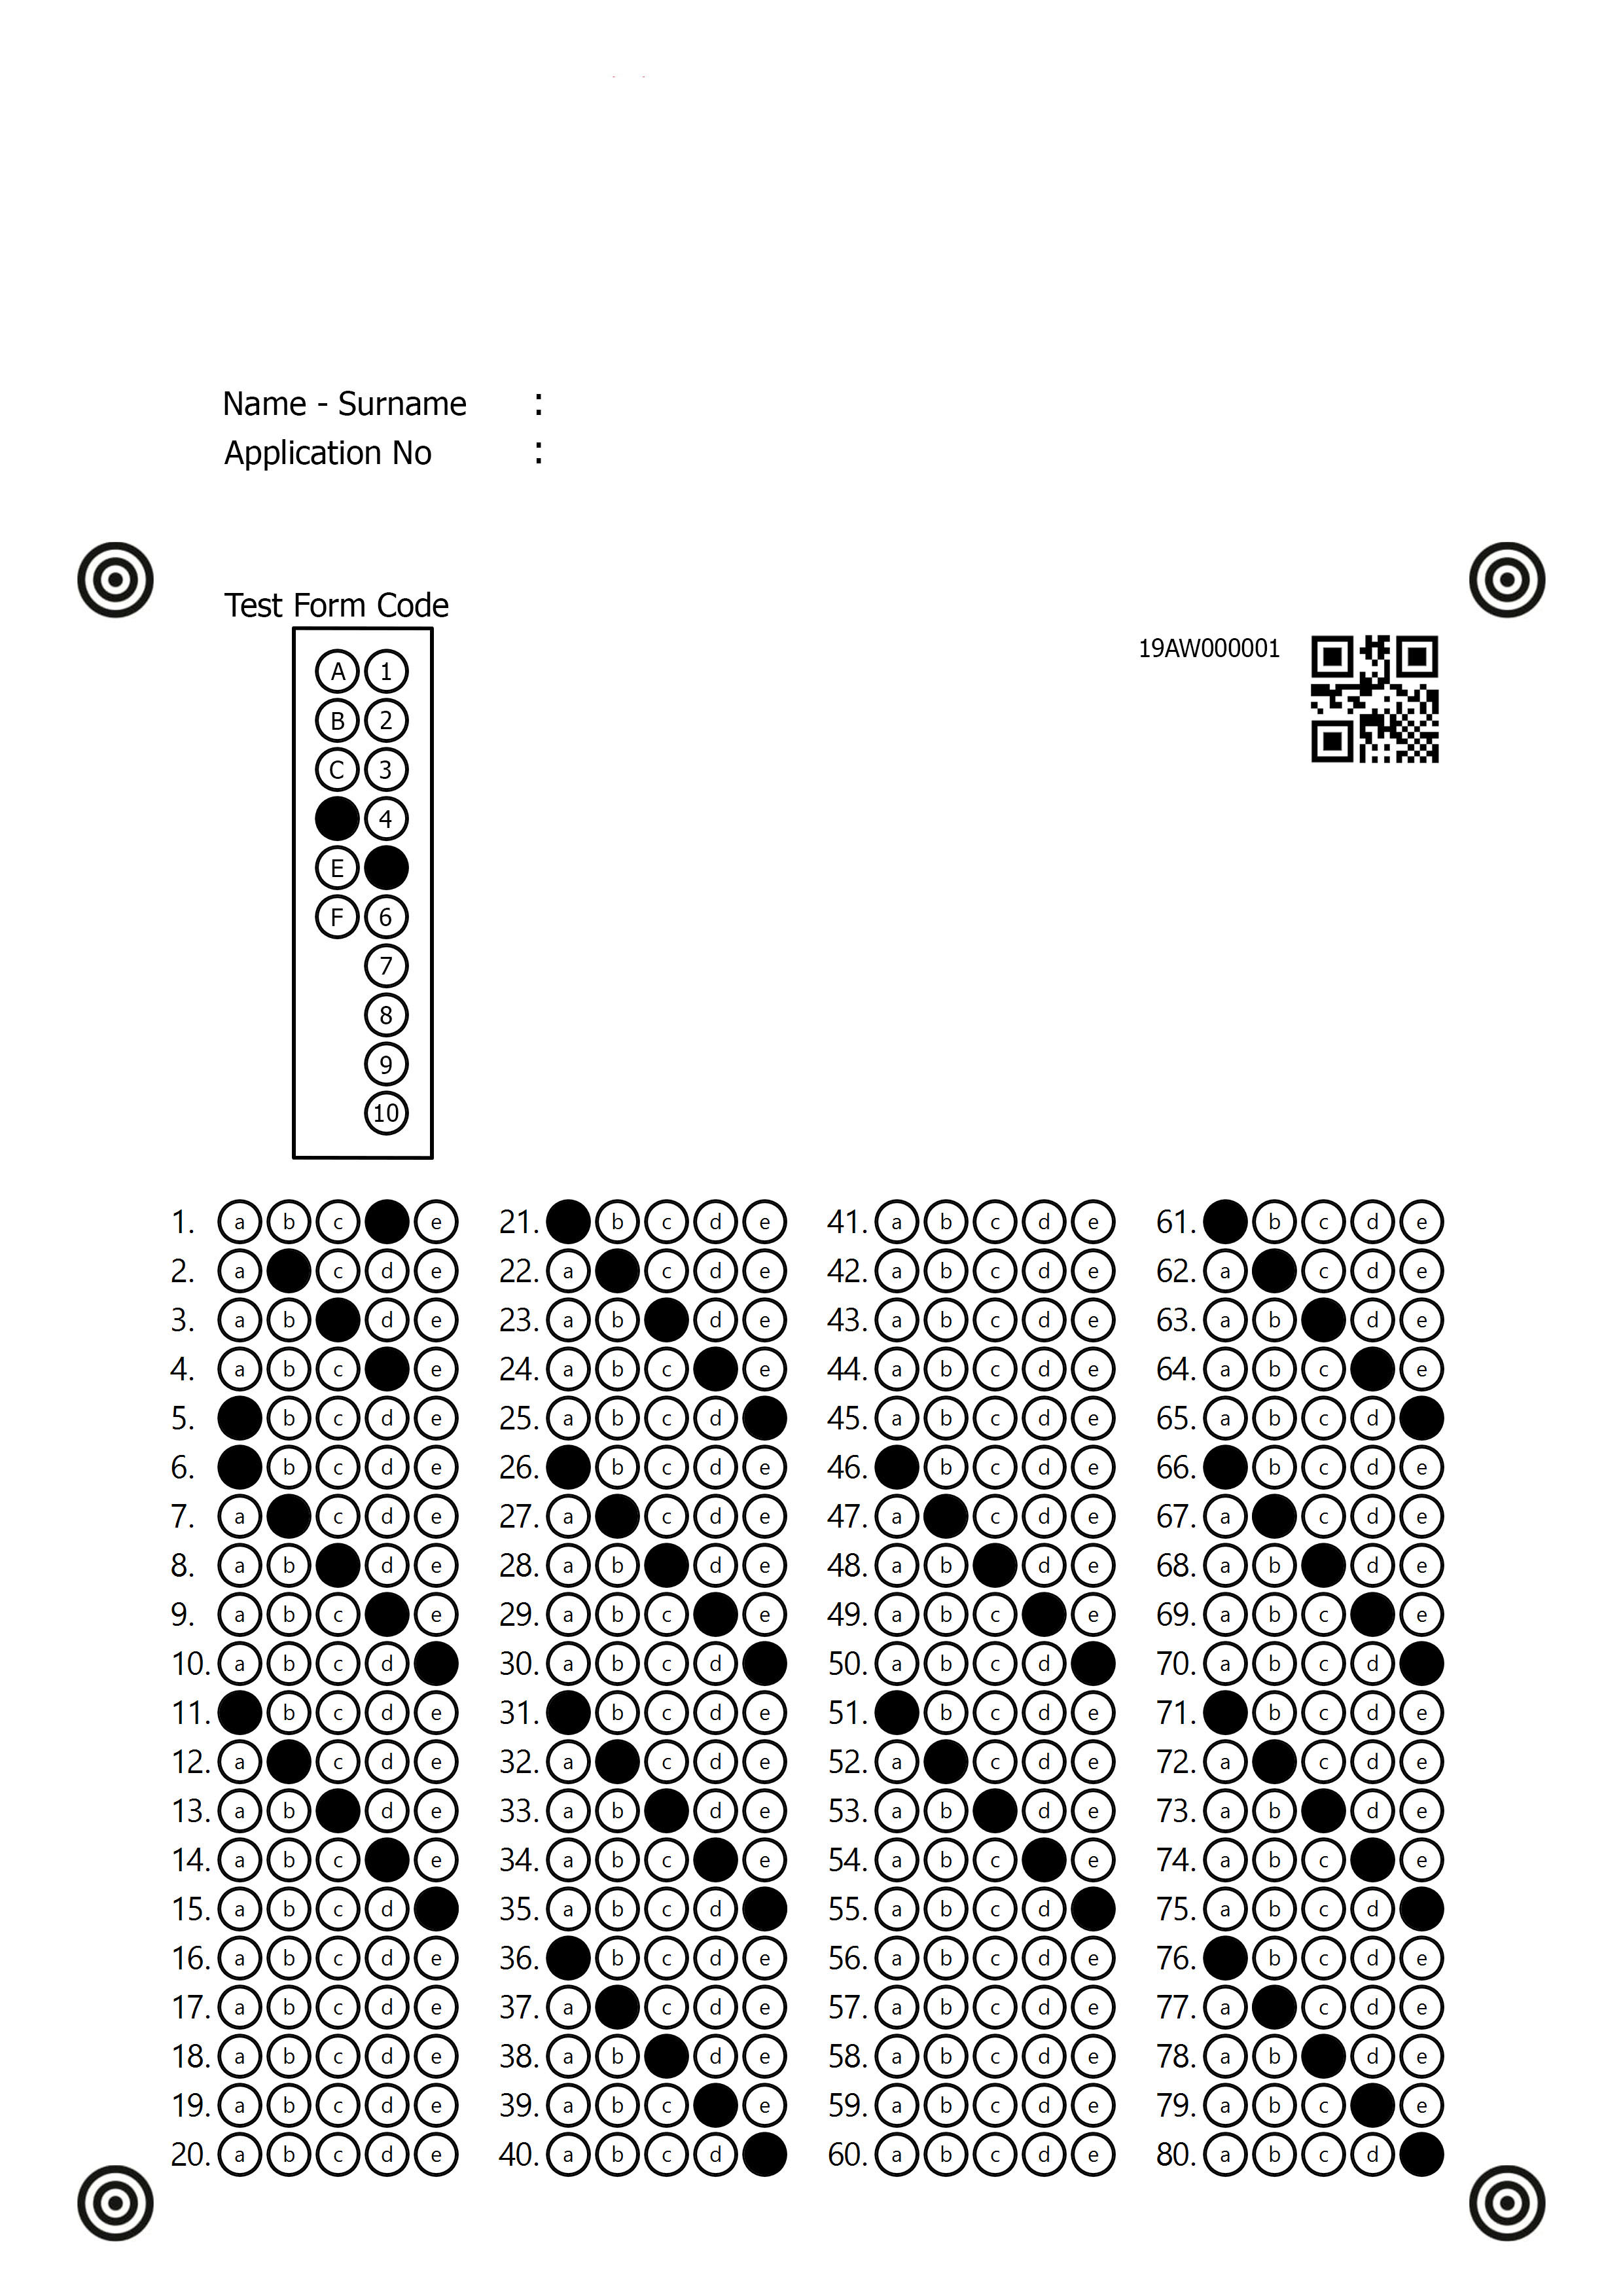 Name - Surname :
Application No :
Test Form Code
19AW000001
A 1
B 2
C 3
4
E
F 6
7
8
9
10
1. a b c e 21. b c d e 41. a b c d e 61. b c d e
2. a c d e 22. a c d e 42. a b c d e 62. a c d e
3. a b d e 23. a b d e 43. a b c d e 63. a b d e
4. a b c e 24. a b c e 44. a b c d e 64. a b c e
5. b c d e 25. a b c d 45. a b c d e 65. a b c d
6. b c d e 26. b c d e 46. b c d e 66. b c d e
7. a c d e 27. a c d e 47. a c d e 67. a c d e
8. a b d e 28. a b d e 48. a b d e 68. a b d e
9. a b c e 29. a b c e 49. a b c e 69. a b c e
10. a b c d 30. a b c d 50. a b c d 70. a b c d
11. b c d e 31. b c d e 51. b c d e 71. b c d e
12. a c d e 32. a c d e 52. a c d e 72. a c d e
13. a b d e 33. a b d e 53. a b d e 73. a b d e
14. a b c e 34. a b c e 54. a b c e 74. a b c e
15. a b c d 35. a b c d 55. a b c d 75. a b c d
16. a b c d e 36. b c d e 56. a b c d e 76. b c d e
17. a b c d e 37. a c d e 57. a b c d e 77. a c d e
18. a b c d e 38. a b d e 58. a b c d e 78. a b d e
19. a b c d e 39. a b c e 59. a b c d e 79. a b c e
20. a b c d e 40. a b c d 60. a b c d e 80. a b c d